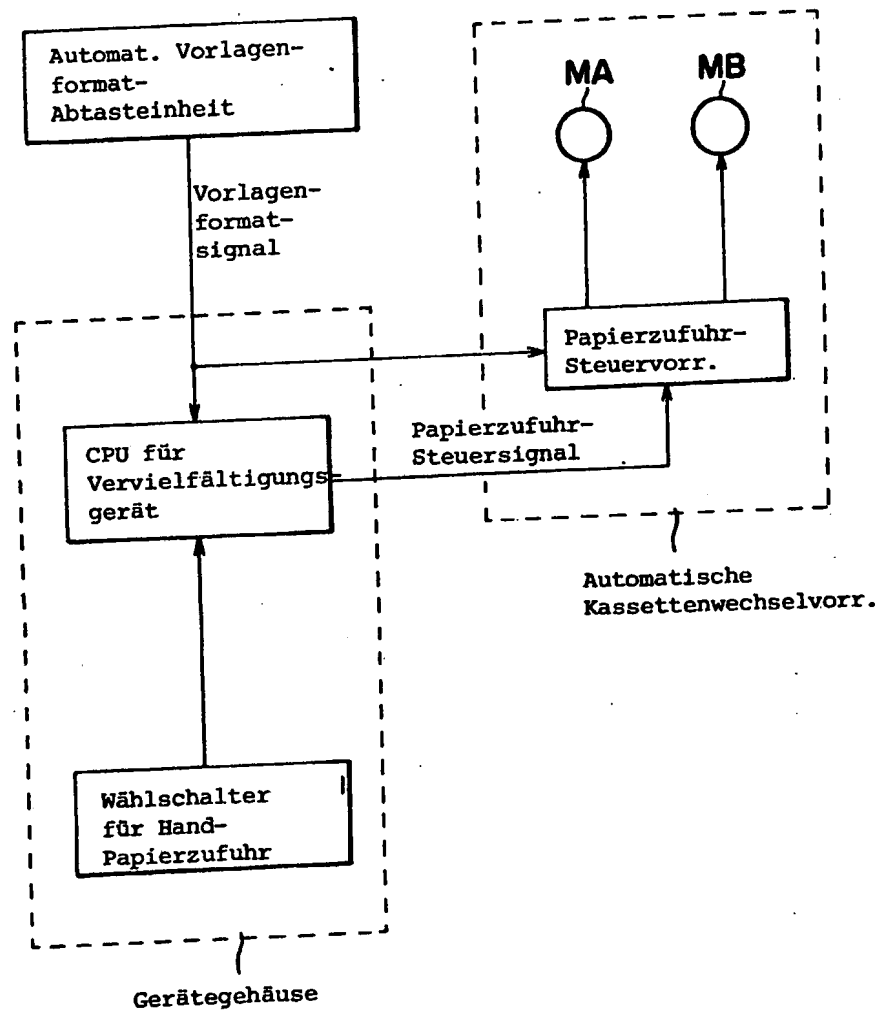 Automat. Vorlagen-
format-
Abtasteinheit
MA
MB
Vorlagen-
format-
signal
Papierzufuhr-
Steuervorr.
CPU für
Vervielfältigungs-
gerät
Papierzufuhr-
Steuersignal
Automatische
Kassettenwechselvorr.
Wählschalter
für Hand-
Papierzufuhr
Gerätegehäuse